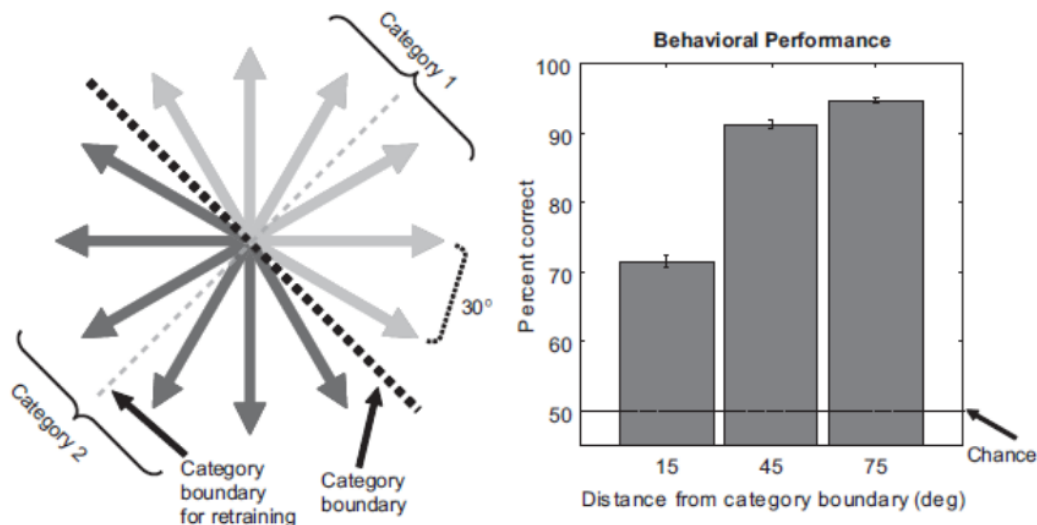 Category 1
30°
Category 2
Category
boundary
for retraining
Category
boundary
Behavioral Performance
100
90
80
70
60
50
Percent correct
Chance
15 45 75
Distance from category boundary (deg)